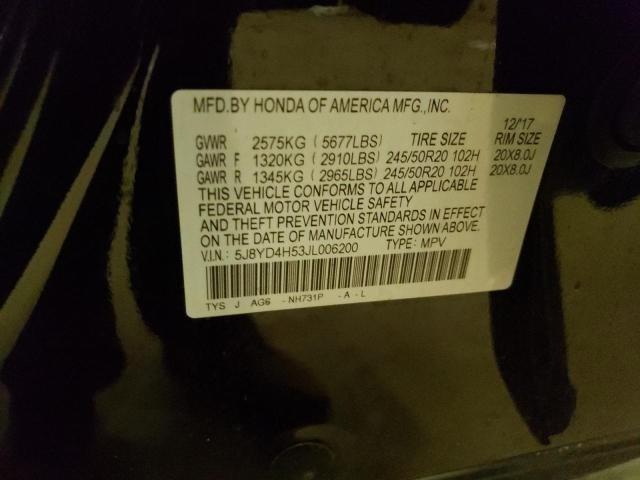 MFD.BY HONDA OF AMERICA MFG.,INC.
12/'17
GVWR 2575KG (5677LBS) TIRE SIZE RIM SIZE
GAWR F 1320KG (2910LBS) 245/50R20 102H 20X8.0J
GAWR R 1345KG (2965LBS) 245/50R20 102H 20X8.0J
THIS VEHICLE CONFORMS TO ALL APPLICABLE
FEDERAL MOTOR VEHICLE SAFETY
AND THEFT PREVENTION STANDARDS IN EFFECT
ON THE DATE OF MANUFACTURE SHOWN ABOVE.
V.I.N.: 5J8YD4H53JL006200 TYPE: MPV
TYS J AG6 -NH731P -A-L